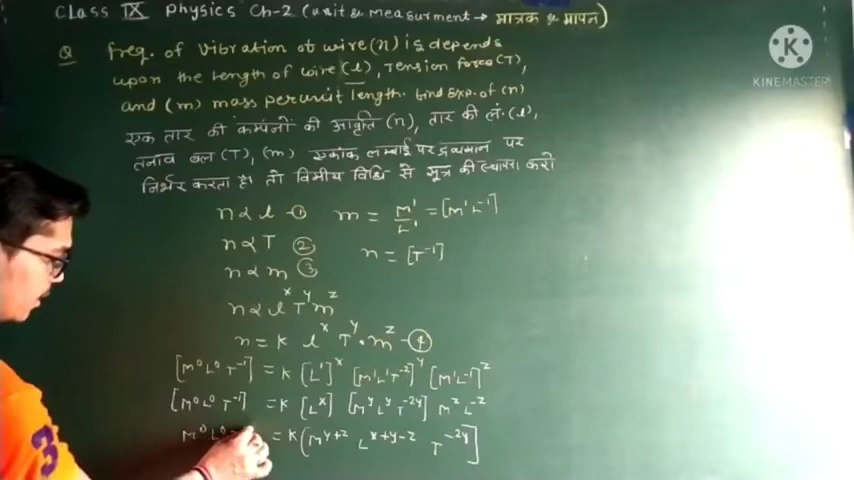 Class IX Physics Ch-2 (unit & measurment → मात्रक & मापन)
Q freq. of vibration of wire (n) is depends
upon the length of wire (l), Tension force (T),
and (m) mass per unit length. find Exp. of (n)
एक तार की कम्पनों की आवृति (n), तार की लं. (l),
तनाव बल (T), (m) एकांक लम्बाई पर द्रव्यमान पर
निर्भर करता है। तो विमीय विधि से सूत्र की स्थापना करो
n ∝ l - ① m = M¹/L¹ = [M¹L⁻¹]
n ∝ T ② n = [T⁻¹]
n ∝ m ③
n ∝ l^x T^y m^z
n = K l^x T^y . m^z - ④
[M⁰L⁰T⁻¹] = K [L¹]^x [M¹L¹T⁻²]^y [M¹L⁻¹]^z
[M⁰L⁰T⁻¹] = K [L^x] [M^y L^y T^-2y] M^z L^-z
M⁰L⁰ = K [M^y+z L^x+y-z T^-2y]
K
KINEMASTER
3